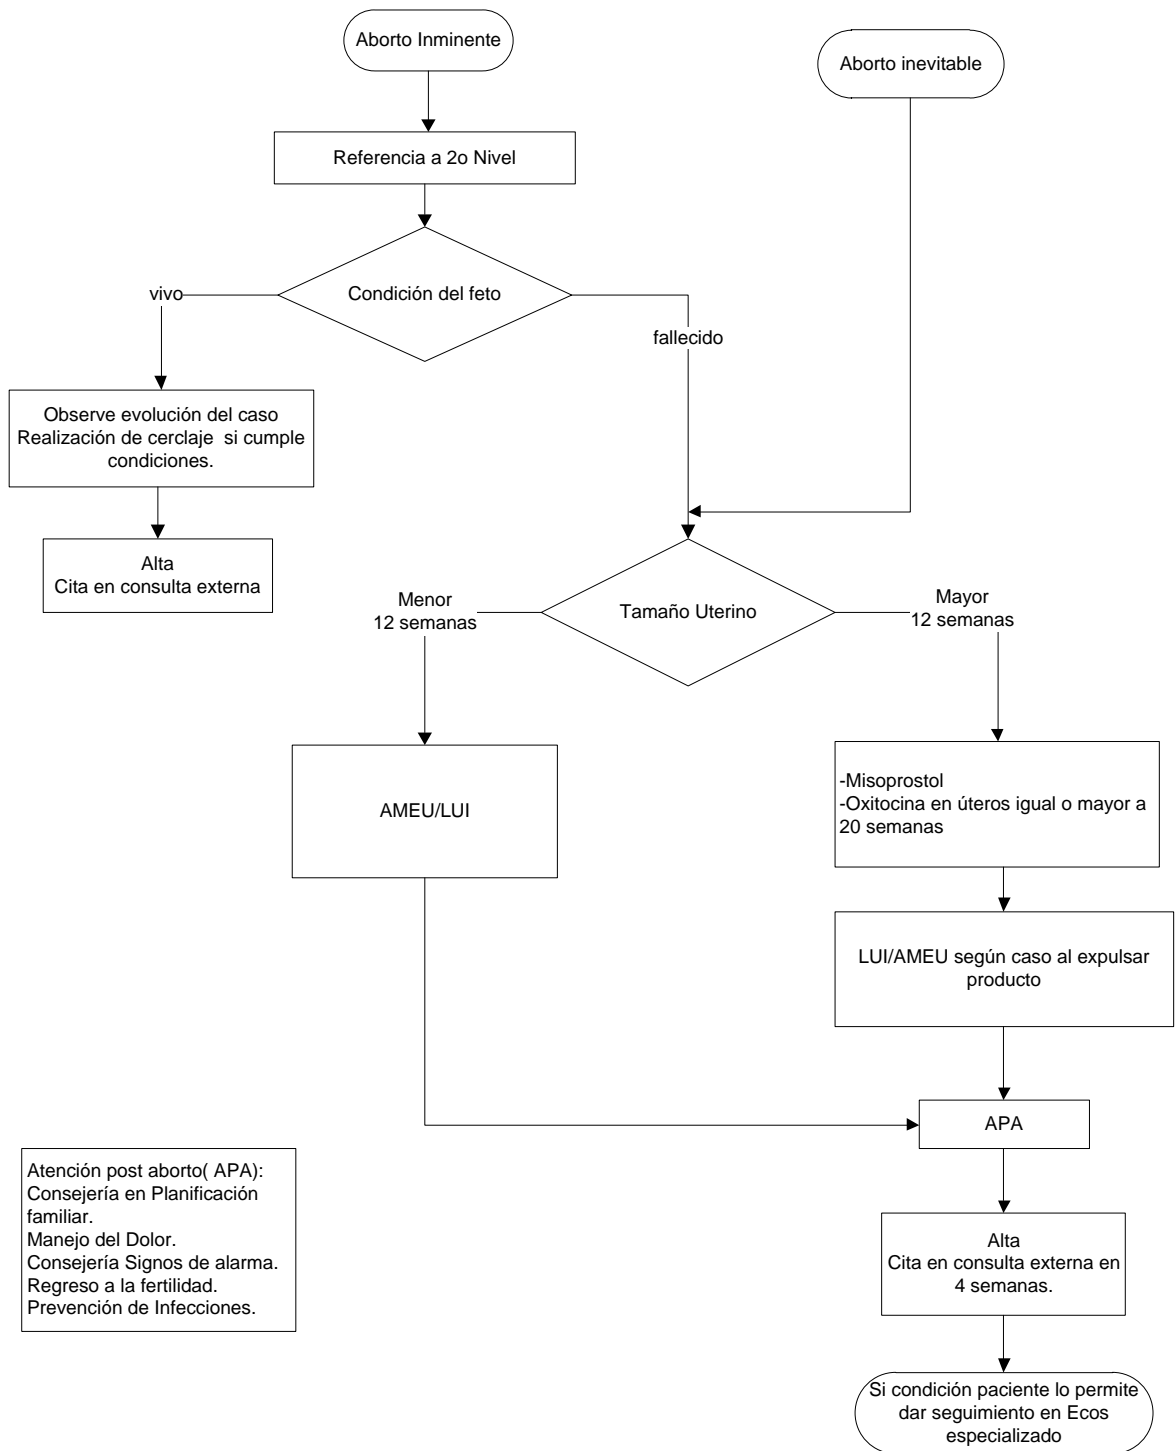 Aborto Inminente
Aborto inevitable
Referencia a 2o Nivel
Condición del feto
vivo
fallecido
Observe evolución del caso
Realización de cerclaje  si cumple
condiciones.
Alta
Cita en consulta externa
Tamaño Uterino
Menor
12 semanas
Mayor
12 semanas
AMEU/LUI
-Misoprostol
-Oxitocina en úteros igual o mayor a
20 semanas
LUI/AMEU según caso al expulsar
producto
APA
Atención post aborto( APA):
Consejería en Planificación
familiar.
Manejo del Dolor.
Consejería Signos de alarma.
Regreso a la fertilidad.
Prevención de Infecciones.
Alta
Cita en consulta externa en
4 semanas.
Si condición paciente lo permite
dar seguimiento en Ecos
especializado